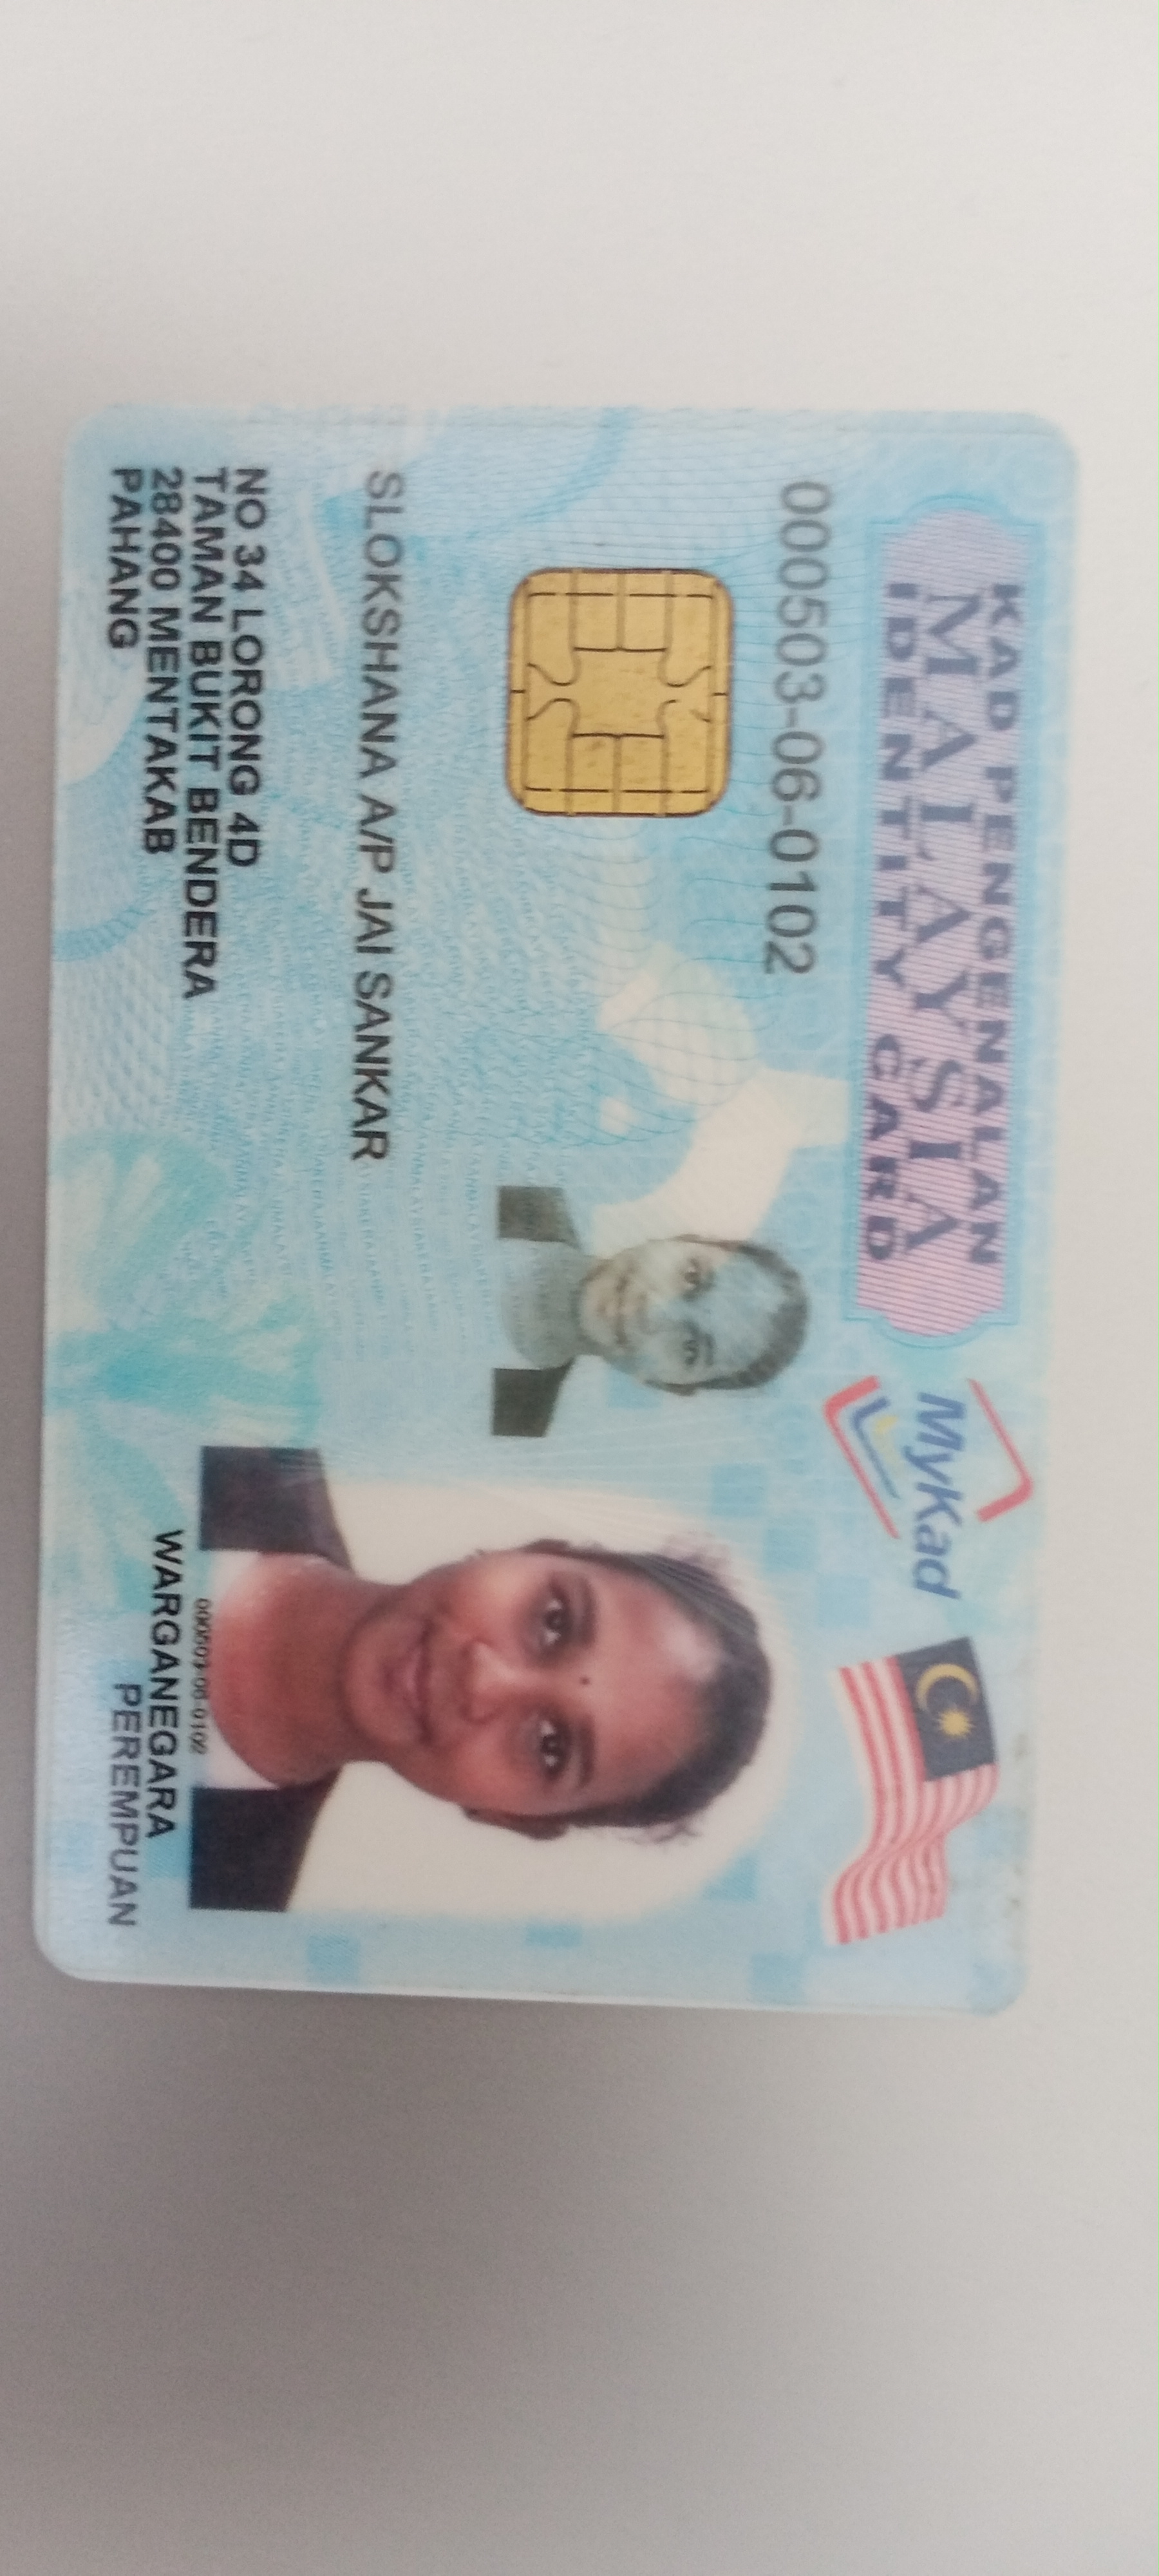 KAD PENGENALAN
MALAYSIA
IDENTITY CARD
MyKad
000503-06-0102
SLOKSHANA A/P JAI SANKAR
NO 34 LORONG 4D
TAMAN BUKIT BENDERA
28400 MENTAKAB
PAHANG
000503-06-0102
WARGANEGARA
PEREMPUAN